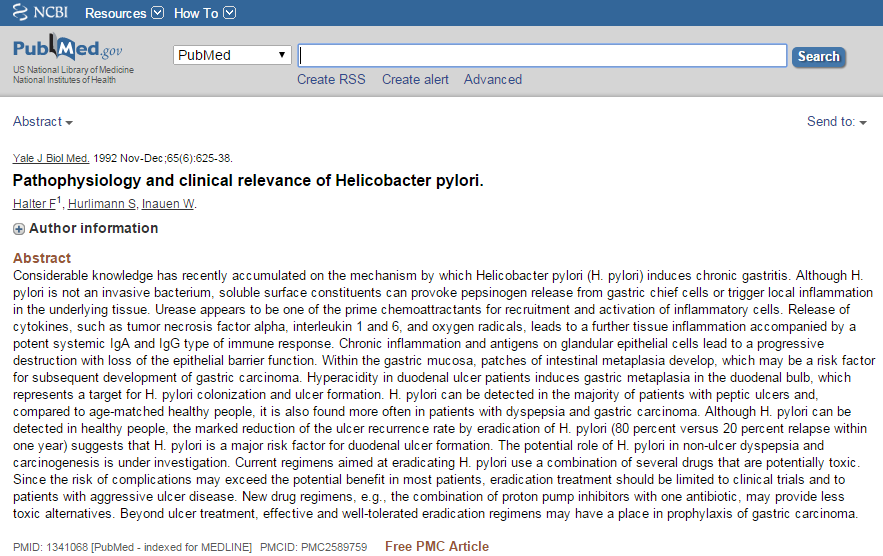 NCBI Resources How To
PubMed.gov
US National Library of Medicine
National Institutes of Health
PubMed
Search
Create RSS Create alert Advanced
Abstract
Send to:
Yale J Biol Med. 1992 Nov-Dec;65(6):625-38.
Pathophysiology and clinical relevance of Helicobacter pylori.
Halter F1, Hurlimann S, Inauen W.
Author information
Abstract
Considerable knowledge has recently accumulated on the mechanism by which Helicobacter pylori (H. pylori) induces chronic gastritis. Although H.
pylori is not an invasive bacterium, soluble surface constituents can provoke pepsinogen release from gastric chief cells or trigger local inflammation
in the underlying tissue. Urease appears to be one of the prime chemoattractants for recruitment and activation of inflammatory cells. Release of
cytokines, such as tumor necrosis factor alpha, interleukin 1 and 6, and oxygen radicals, leads to a further tissue inflammation accompanied by a
potent systemic IgA and IgG type of immune response. Chronic inflammation and antigens on glandular epithelial cells lead to a progressive
destruction with loss of the epithelial barrier function. Within the gastric mucosa, patches of intestinal metaplasia develop, which may be a risk factor
for subsequent development of gastric carcinoma. Hyperacidity in duodenal ulcer patients induces gastric metaplasia in the duodenal bulb, which
represents a target for H. pylori colonization and ulcer formation. H. pylori can be detected in the majority of patients with peptic ulcers and,
compared to age-matched healthy people, it is also found more often in patients with dyspepsia and gastric carcinoma. Although H. pylori can be
detected in healthy people, the marked reduction of the ulcer recurrence rate by eradication of H. pylori (80 percent versus 20 percent relapse within
one year) suggests that H. pylori is a major risk factor for duodenal ulcer formation. The potential role of H. pylori in non-ulcer dyspepsia and
carcinogenesis is under investigation. Current regimens aimed at eradicating H. pylori use a combination of several drugs that are potentially toxic.
Since the risk of complications may exceed the potential benefit in most patients, eradication treatment should be limited to clinical trials and to
patients with aggressive ulcer disease. New drug regimens, e.g., the combination of proton pump inhibitors with one antibiotic, may provide less
toxic alternatives. Beyond ulcer treatment, effective and well-tolerated eradication regimens may have a place in prophylaxis of gastric carcinoma.
PMID: 1341068 [PubMed - indexed for MEDLINE] PMCID: PMC2589759 Free PMC Article